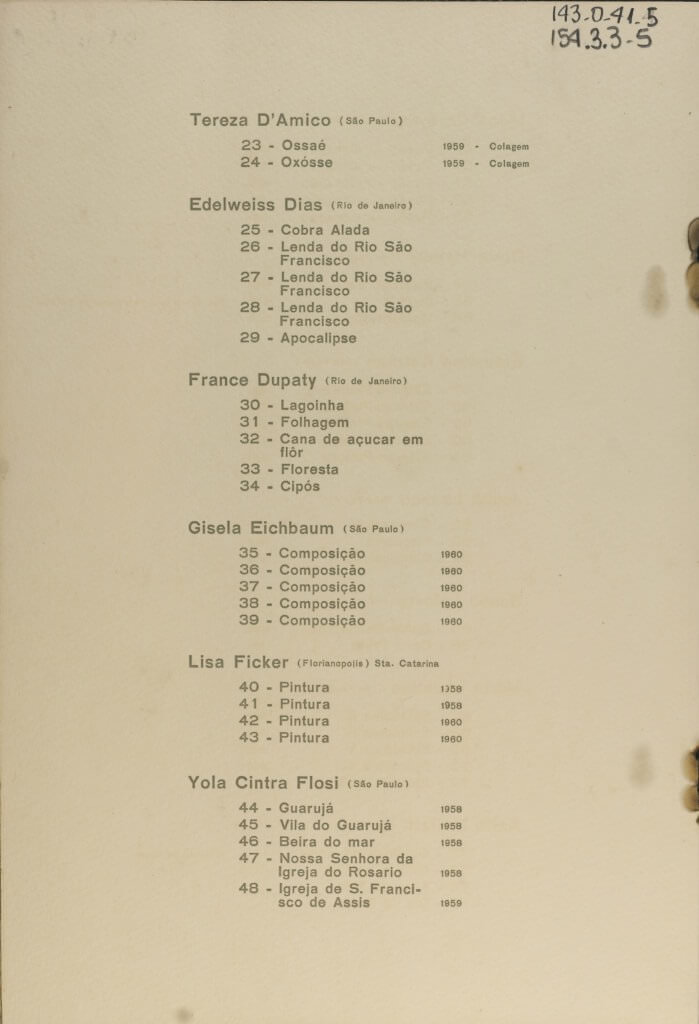 143-0-41-5
154.3.3-5
Tereza D'Amico (São Paulo)
23 - Ossaé 1959 - Colagem
24 - Oxósse 1959 - Colagem
Edelweiss Dias (Rio de Janeiro)
25 - Cobra Alada
26 - Lenda do Rio São
Francisco
27 - Lenda do Rio São
Francisco
28 - Lenda do Rio São
Francisco
29 - Apocalipse
France Dupaty (Rio de Janeiro)
30 - Lagoinha
31 - Folhagem
32 - Cana de açucar em
flôr
33 - Floresta
34 - Cipós
Gisela Eichbaum (São Paulo)
35 - Composição 1960
36 - Composição 1960
37 - Composição 1960
38 - Composição 1960
39 - Composição 1960
Lisa Ficker (Florianopolis) Sta. Catarina
40 - Pintura 1958
41 - Pintura 1958
42 - Pintura 1960
43 - Pintura 1960
Yola Cintra Flosi (São Paulo)
44 - Guarujá 1958
45 - Vila do Guarujá 1958
46 - Beira do mar 1958
47 - Nossa Senhora da
Igreja do Rosario 1958
48 - Igreja de S. Franci-
sco de Assis 1959